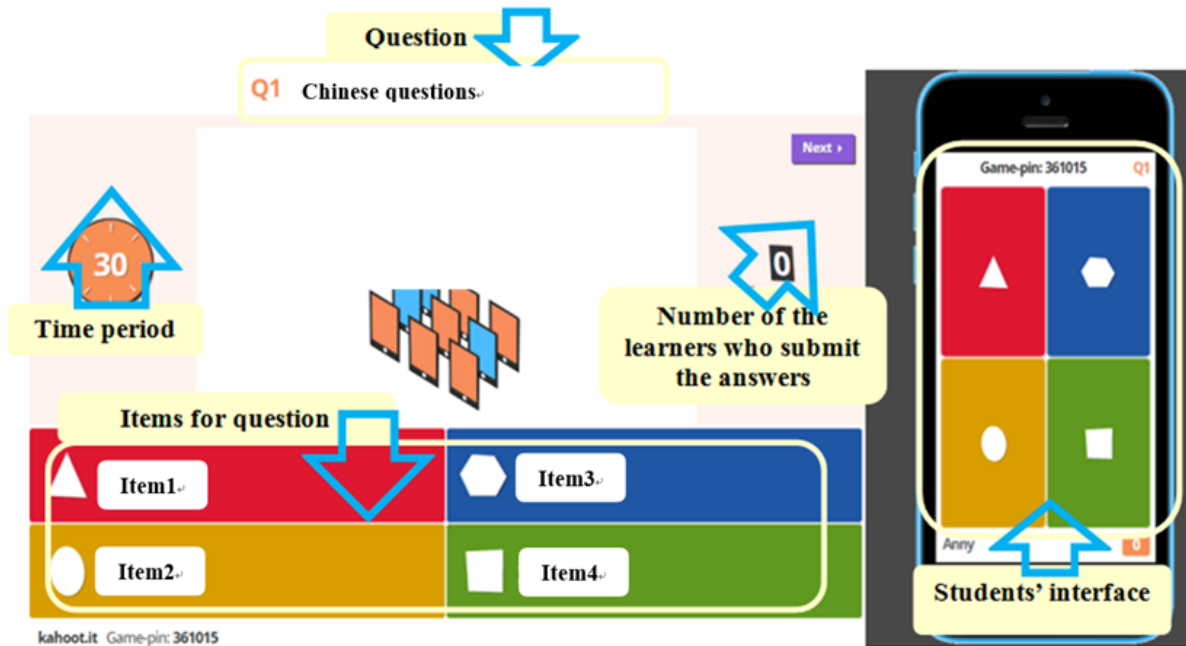 Question
Q1 Chinese questions
Next
30
Time period
0
Number of the
learners who submit
the answers
Items for question
Item1
Item3
Item2
Item4
kahoot.it Game-pin: 361015
Game-pin: 361015 Q1
Anny 0
Students’ interface